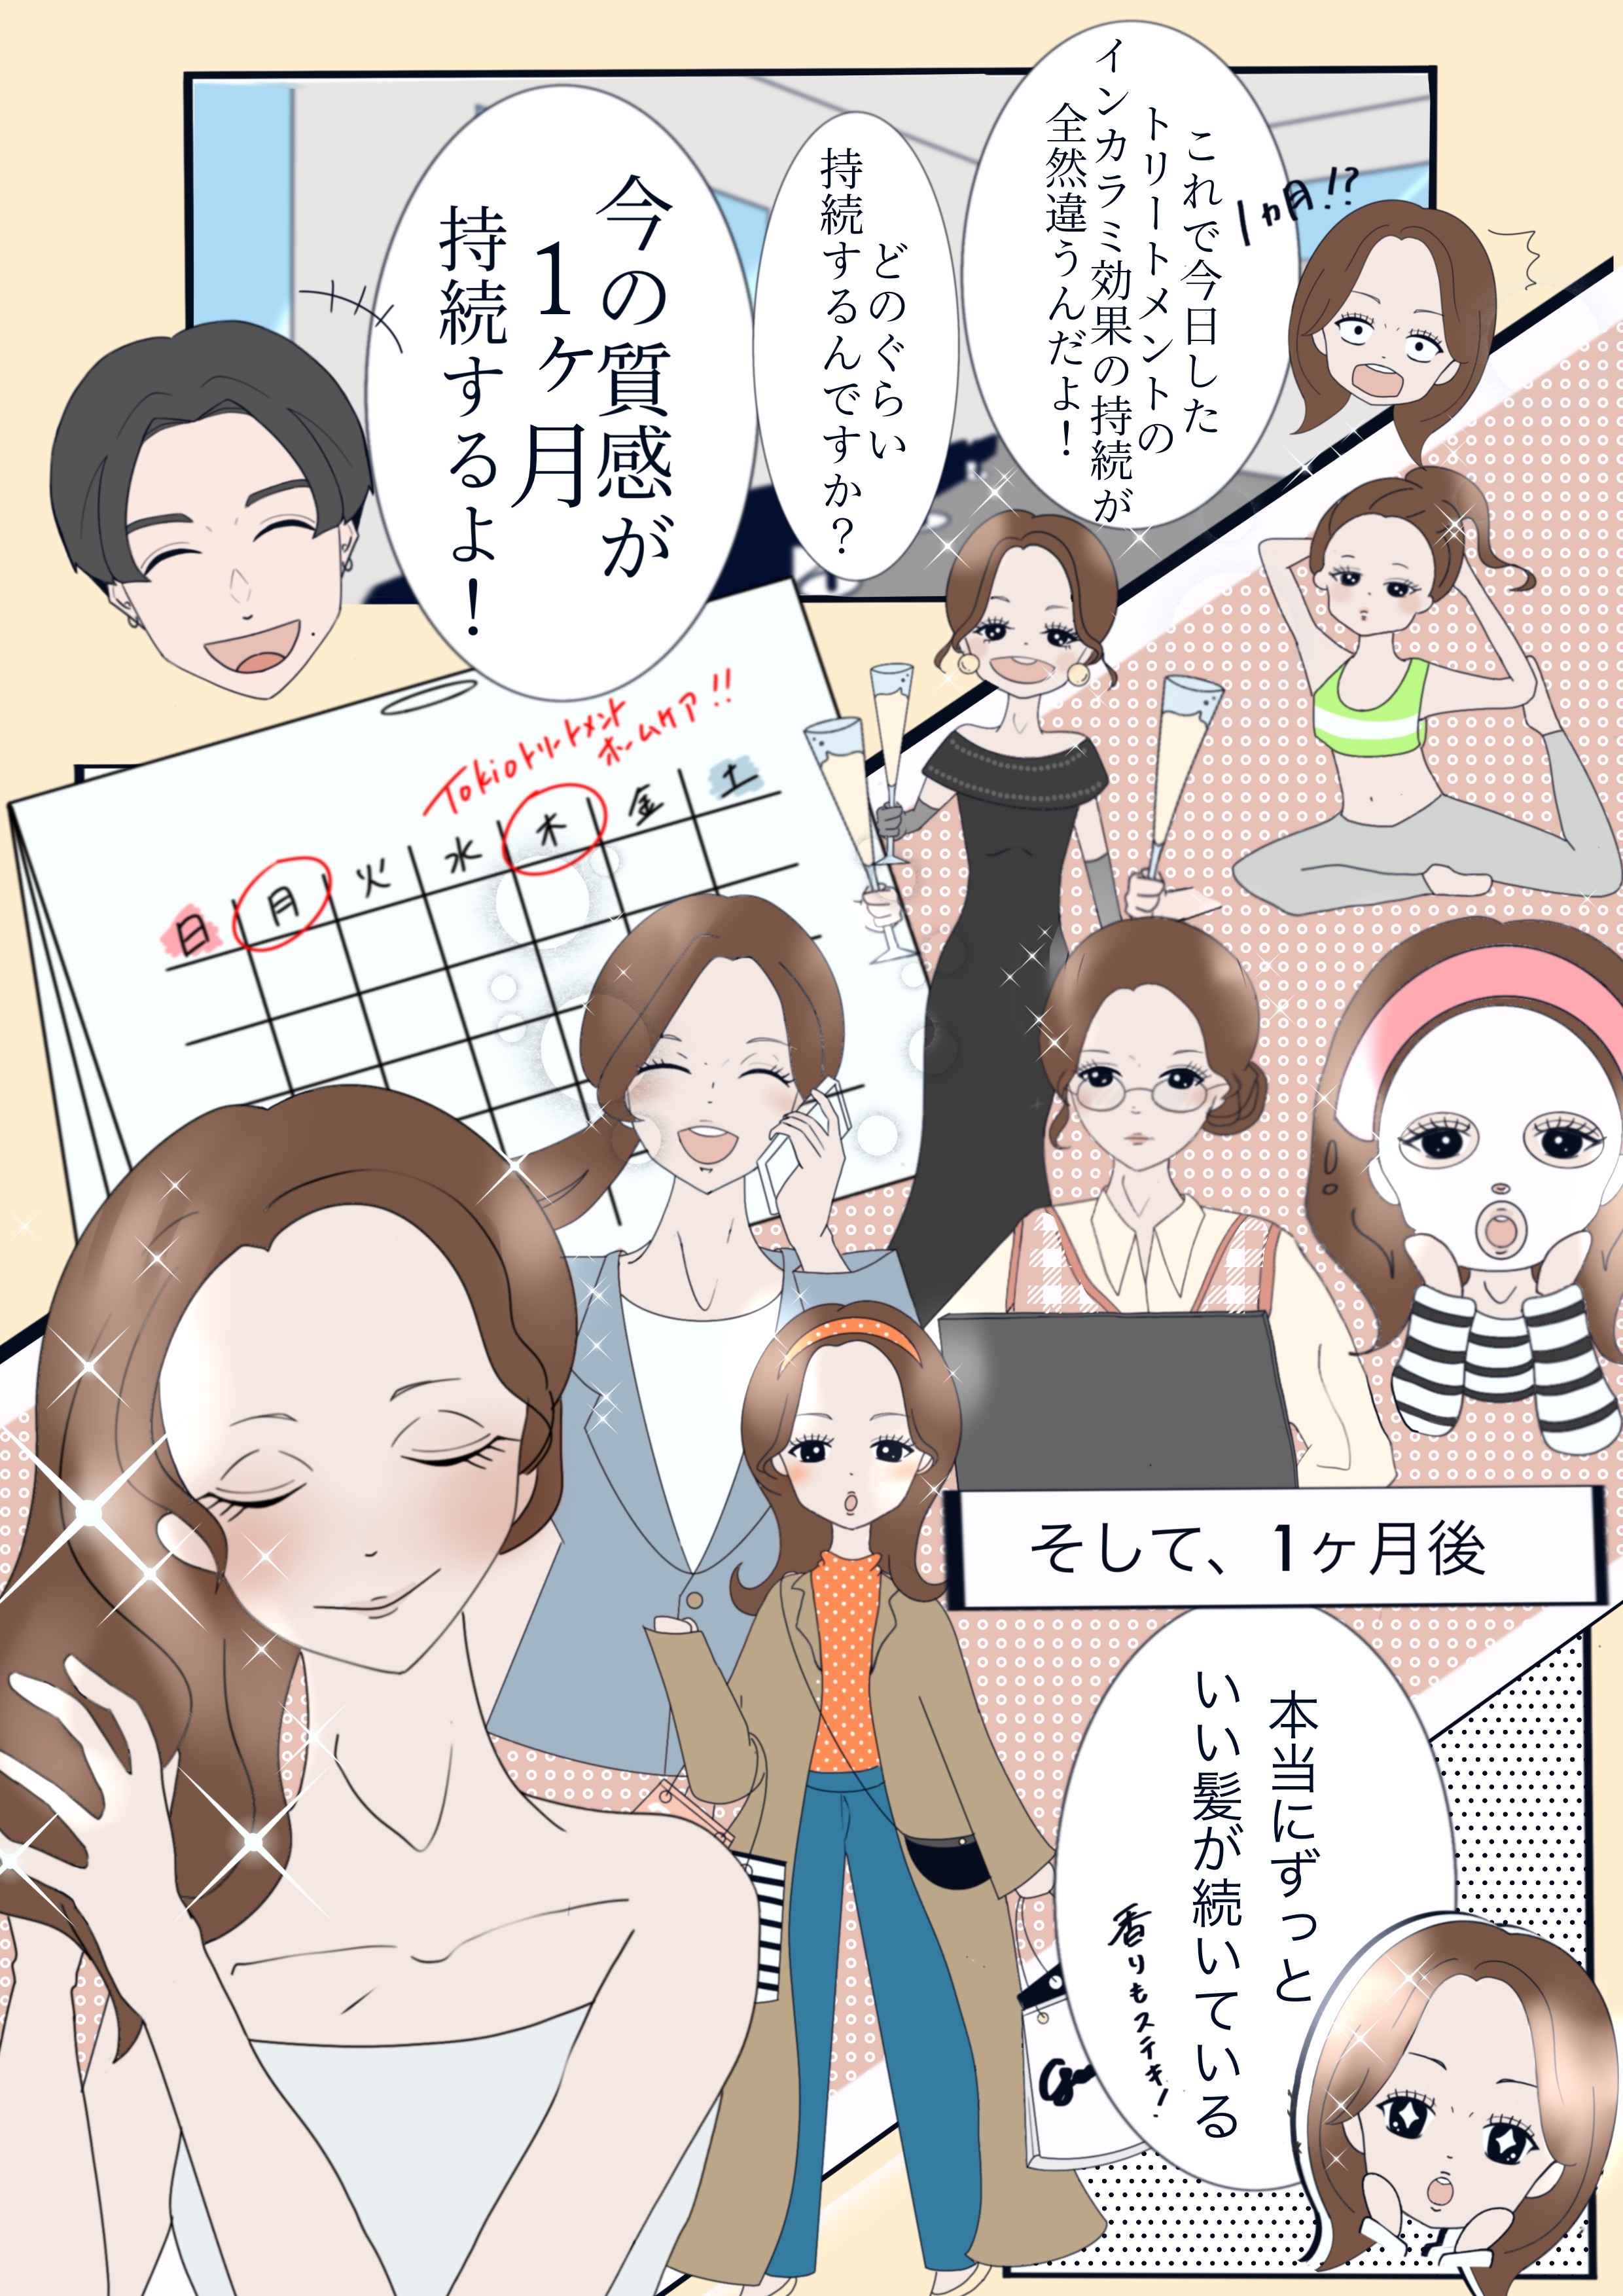 これで今日した
トリートメントの
インカラミ効果の持続が
全然違うんだよ！
どのぐらい
持続するんですか？
今の質感が
1ヶ月
持続するよ！
1ヵ月!?
Tokioトリートメント
ホームケア!!
日 月 火 水 木 金 土
そして、1ヶ月後
本当にずっと
いい髪が続いている
香りもステキ！